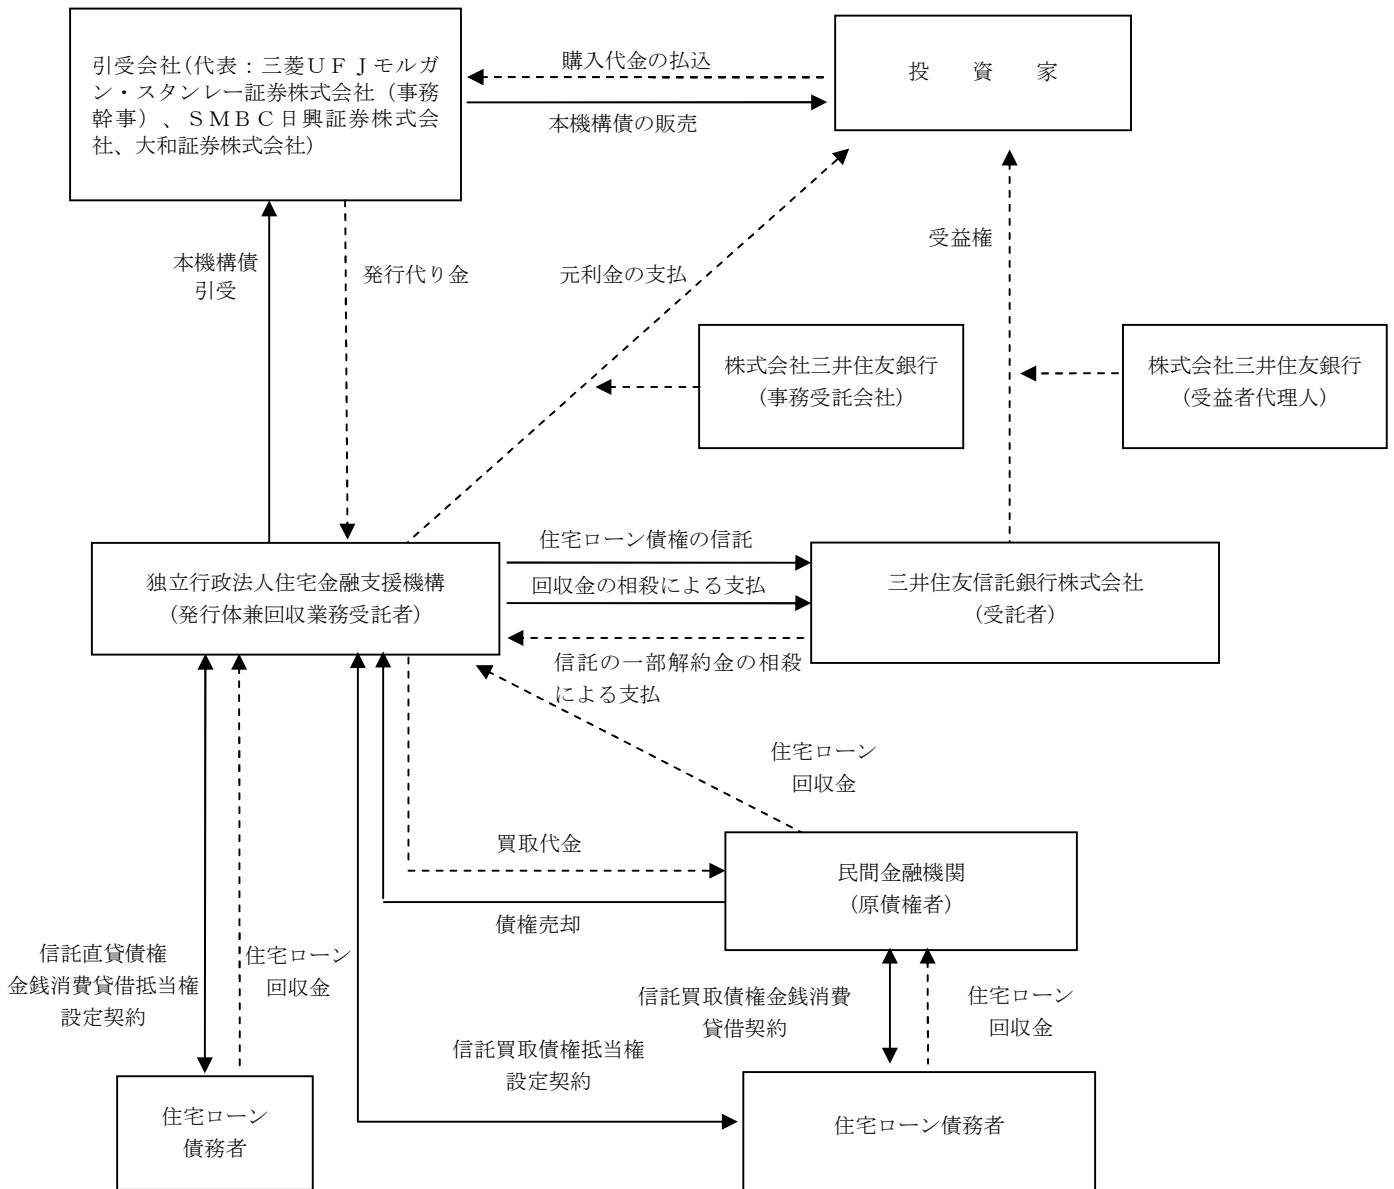 引受会社(代表：三菱ＵＦＪモルガ
ン・スタンレー証券株式会社（事務
幹事）、ＳＭＢＣ日興証券株式会
社、大和証券株式会社)
購入代金の払込
本機構債の販売
投　資　家
本機構債
引受
発行代り金
元利金の支払
受益権
株式会社三井住友銀行
(事務受託会社)
株式会社三井住友銀行
(受益者代理人)
独立行政法人住宅金融支援機構
(発行体兼回収業務受託者)
住宅ローン債権の信託
回収金の相殺による支払
信託の一部解約金の相殺
による支払
三井住友信託銀行株式会社
(受託者)
住宅ローン
回収金
買取代金
債権売却
民間金融機関
(原債権者)
信託直貸債権
金銭消費貸借抵当権
設定契約
住宅ローン
回収金
信託買取債権金銭消費
貸借契約
住宅ローン
回収金
信託買取債権抵当権
設定契約
住宅ローン
債務者
住宅ローン債務者